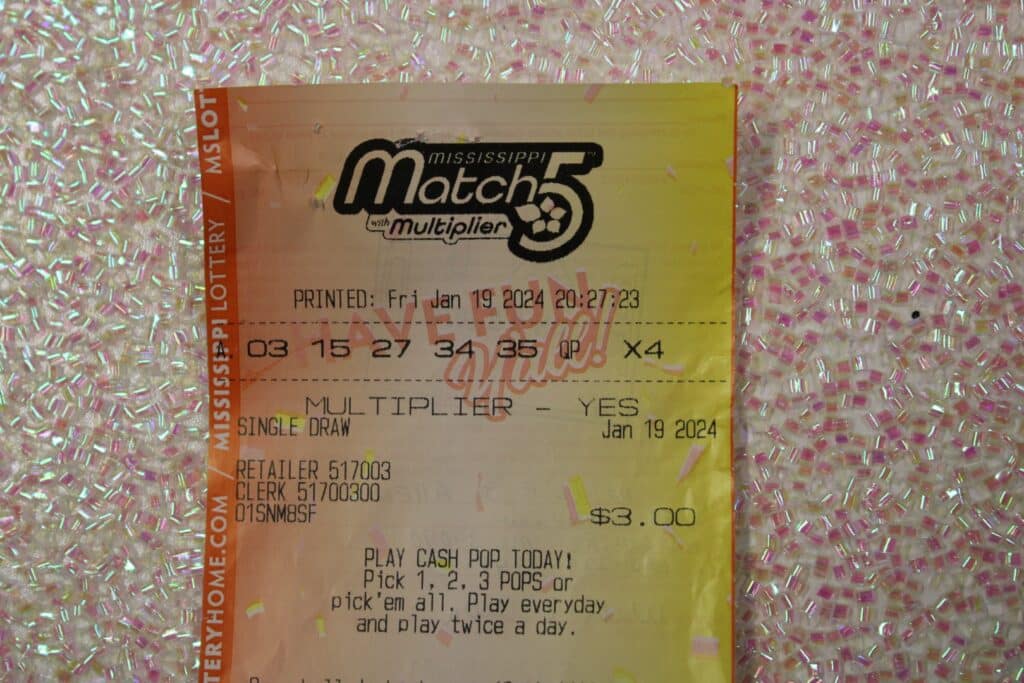 MISSISSIPPI
Match 5
with Multiplier
PRINTED: Fri Jan 19 2024 20:27:23
HAVE FUN,
Y'all!
A 03 15 27 34 35 QP X4
MULTIPLIER - YES
SINGLE DRAW Jan 19 2024
RETAILER 517003
CLERK 51700300
01SNM8SF
$3.00
PLAY CASH POP TODAY!
Pick 1, 2, 3 POPS or
pick'em all. Play everyday
and play twice a day.
TERYHOME.COM / MISSISSIPPI LOTTERY / MSLOT